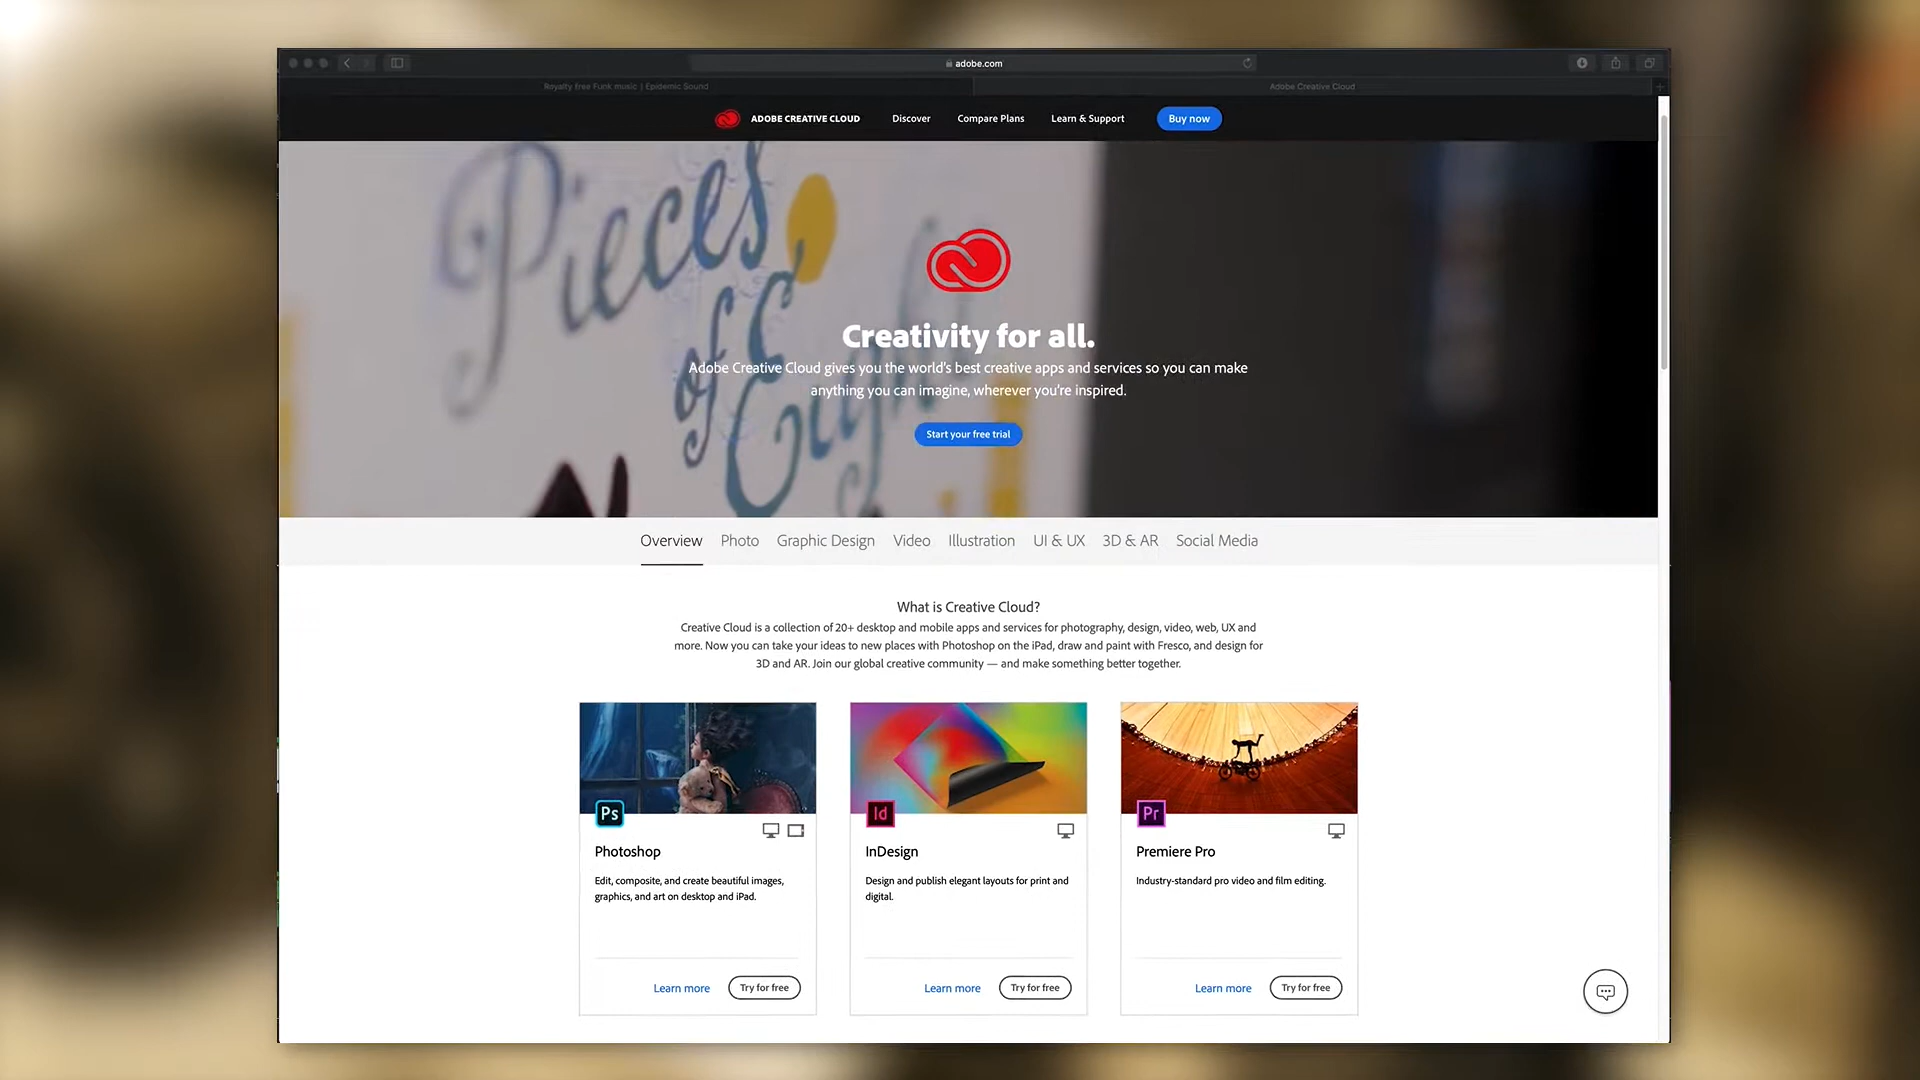 adobe.com
Royalty free Funk music | Epidemic Sound
Adobe Creative Cloud
ADOBE CREATIVE CLOUD
Discover
Compare Plans
Learn & Support
Buy now
Pieces
of Eight
Creativity for all.
Adobe Creative Cloud gives you the world's best creative apps and services so you can make
anything you can imagine, wherever you're inspired.
Start your free trial
Overview
Photo
Graphic Design
Video
Illustration
UI & UX
3D & AR
Social Media
What is Creative Cloud?
Creative Cloud is a collection of 20+ desktop and mobile apps and services for photography, design, video, web, UX and
more. Now you can take your ideas to new places with Photoshop on the iPad, draw and paint with Fresco, and design for
3D and AR. Join our global creative community — and make something better together.
Ps
Photoshop
Edit, composite, and create beautiful images,
graphics, and art on desktop and iPad.
Learn more
Try for free
Id
InDesign
Design and publish elegant layouts for print and
digital.
Learn more
Try for free
Pr
Premiere Pro
Industry-standard pro video and film editing.
Learn more
Try for free